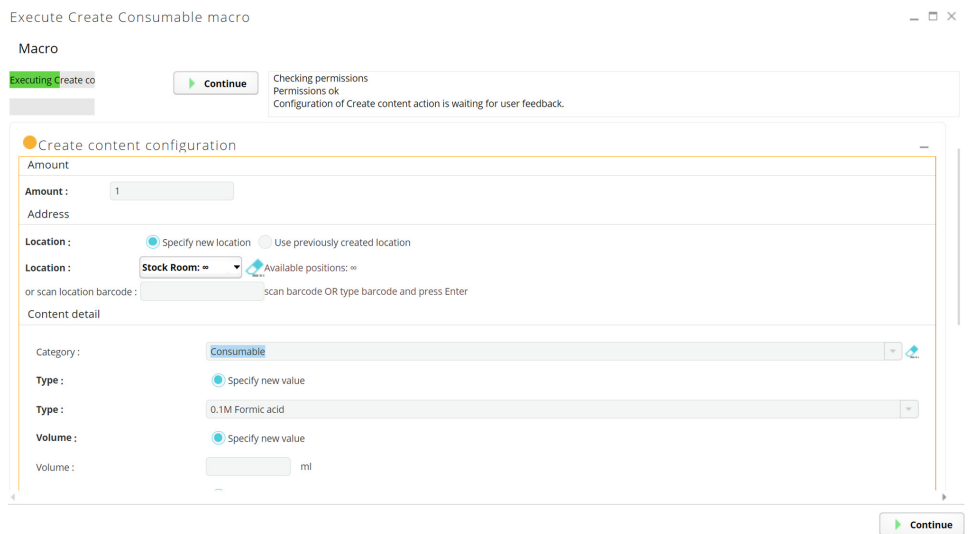 Execute Create Consumable macro
Macro
Executing Create co
Continue
Checking permissions
Permissions ok
Configuration of Create content action is waiting for user feedback.
Create content configuration
Amount
Amount : 1
Address
Location : Specify new location Use previously created location
Location : Stock Room: ∞ Available positions: ∞
or scan location barcode : scan barcode OR type barcode and press Enter
Content detail
Category : Consumable
Type : Specify new value
Type : 0.1M Formic acid
Volume : Specify new value
Volume : ml
Continue